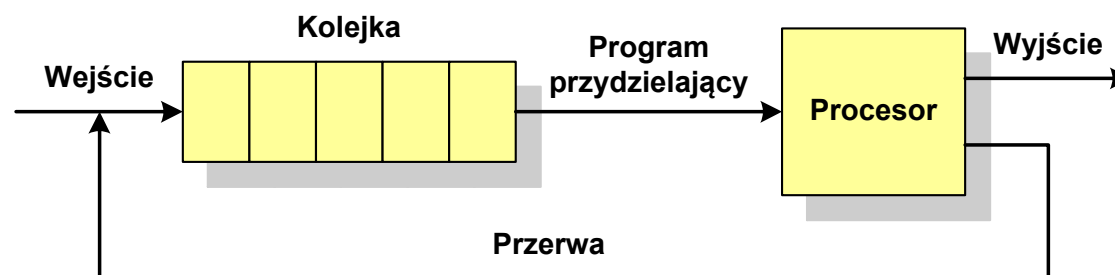 Kolejka
Wejście
Program
przydzielający
Procesor
Wyjście
Przerwa